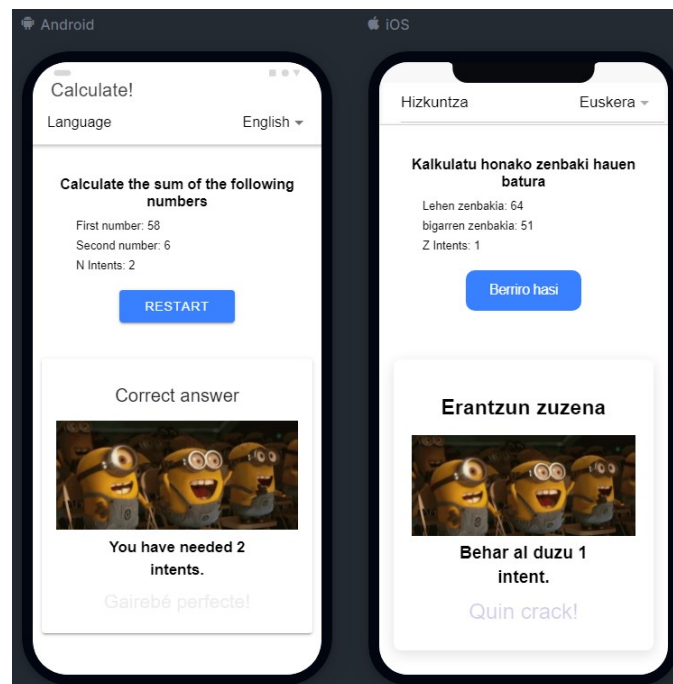 Android
Calculate!
Language English
Calculate the sum of the following
numbers
First number: 58
Second number: 6
N Intents: 2
RESTART
Correct answer
You have needed 2
intents.
Gairebé perfecte!
iOS
Hizkuntza Euskera
Kalkulatu honako zenbaki hauen
batura
Lehen zenbakia: 64
bigarren zenbakia: 51
Z Intents: 1
Berriro hasi
Erantzun zuzena
Behar al duzu 1
intent.
Quin crack!